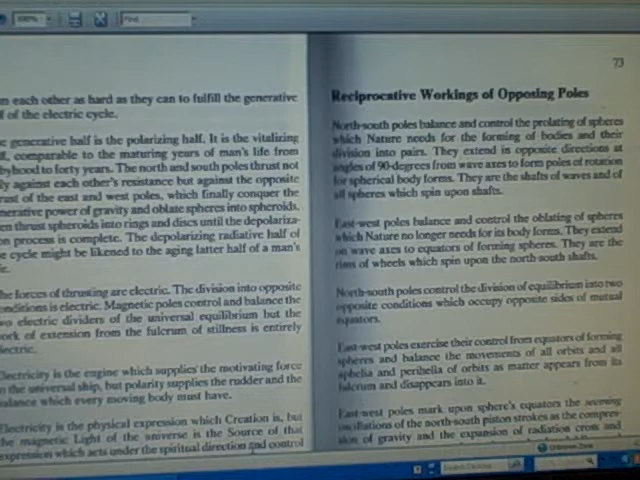 100%
Find
m each other as hard as they can to fulfill the generative
f of the electric cycle.
e generative half is the polarizing half. It is the vitalizing
f, comparable to the maturing years of man's life from
byhood to forty years. The north and south poles thrust not
ly against each other's resistance but against the opposite
rust of the east and west poles, which finally conquer the
nerative power of gravity and oblate spheres into spheroids,
en thrust spheroids into rings and discs until the depolariza-
on process is complete. The depolarizing radiative half of
e cycle might be likened to the aging latter half of a man's
e.
he forces of thrusting are electric. The division into opposite
onditions is electric. Magnetic poles control and balance the
wo electric dividers of the universal equilibrium but the
ork of extension from the fulcrum of stillness is entirely
lectric.
Electricity is the engine which supplies the motivating force
n the universal ship, but polarity supplies the rudder and the
alance which every moving body must have.
Electricity is the physical expression which Creation is, but
he magnetic Light of the universe is the Source of that
expression which acts under the spiritual direction and control
73
Reciprocative Workings of Opposing Poles
North-south poles balance and control the prolating of spheres
which Nature needs for the forming of bodies and their
division into pairs. They extend in opposite directions at
angles of 90-degrees from wave axes to form poles of rotation
for spherical body forms. They are the shafts of waves and of
all spheres which spin upon shafts.
East-west poles balance and control the oblating of spheres
which Nature no longer needs for its body forms. They extend
on wave axes to equators of forming spheres. They are the
rims of wheels which spin upon the north-south shafts.
North-south poles control the division of equilibrium into two
opposite conditions which occupy opposite sides of mutual
equators.
East-west poles exercise their control from equators of forming
spheres and balance the movements of all orbits and all
aphelia and perihelia of orbits as matter appears from its
fulcrum and disappears into it.
East-west poles mark upon sphere's equators the seeming
oscillations of the north-south piston strokes as the compres-
sion of gravity and the expansion of radiation cross and
Unknown Zone
Search Desktop